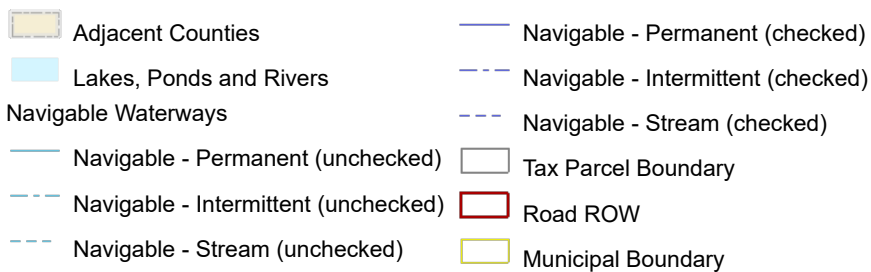 Adjacent Counties
Lakes, Ponds and Rivers
Navigable Waterways
Navigable - Permanent (unchecked)
Navigable - Intermittent (unchecked)
Navigable - Stream (unchecked)
Navigable - Permanent (checked)
Navigable - Intermittent (checked)
Navigable - Stream (checked)
Tax Parcel Boundary
Road ROW
Municipal Boundary